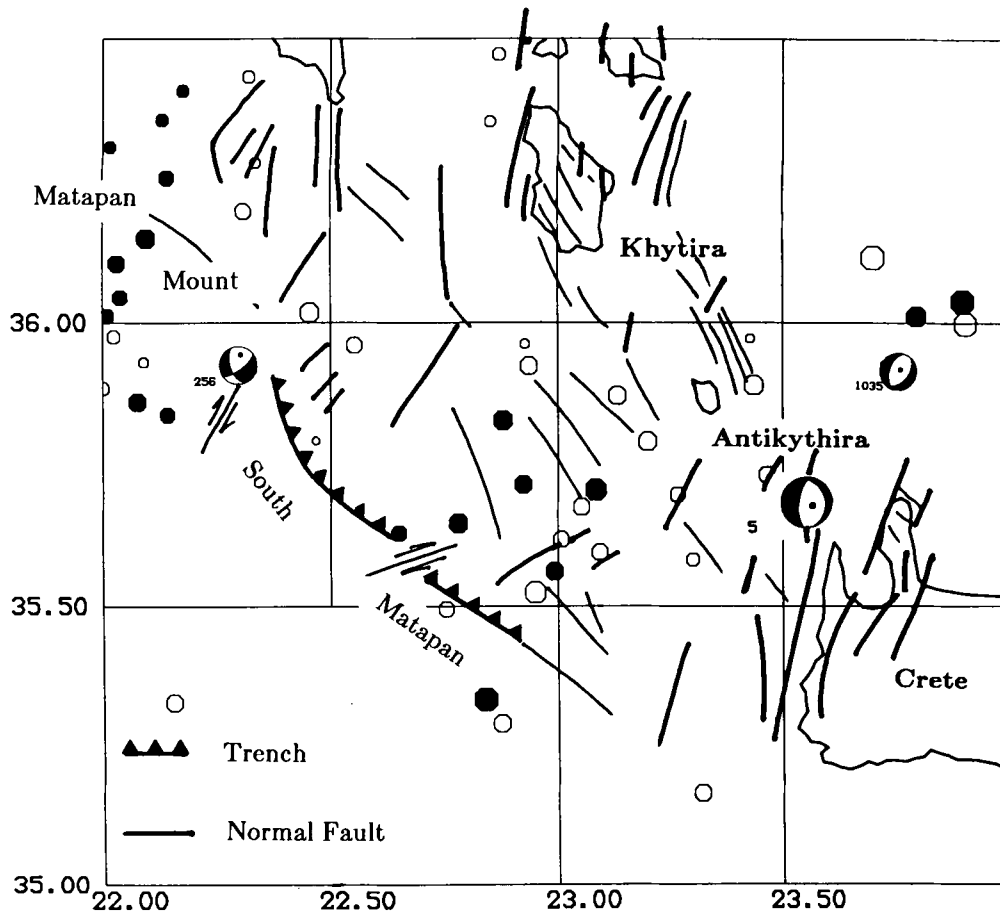 Matapan
Mount
Khytira
36.00
256
1035
Antikythira
South
5
35.50
Matapan
Crete
Trench
Normal Fault
35.00
22.00
22.50
23.00
23.50